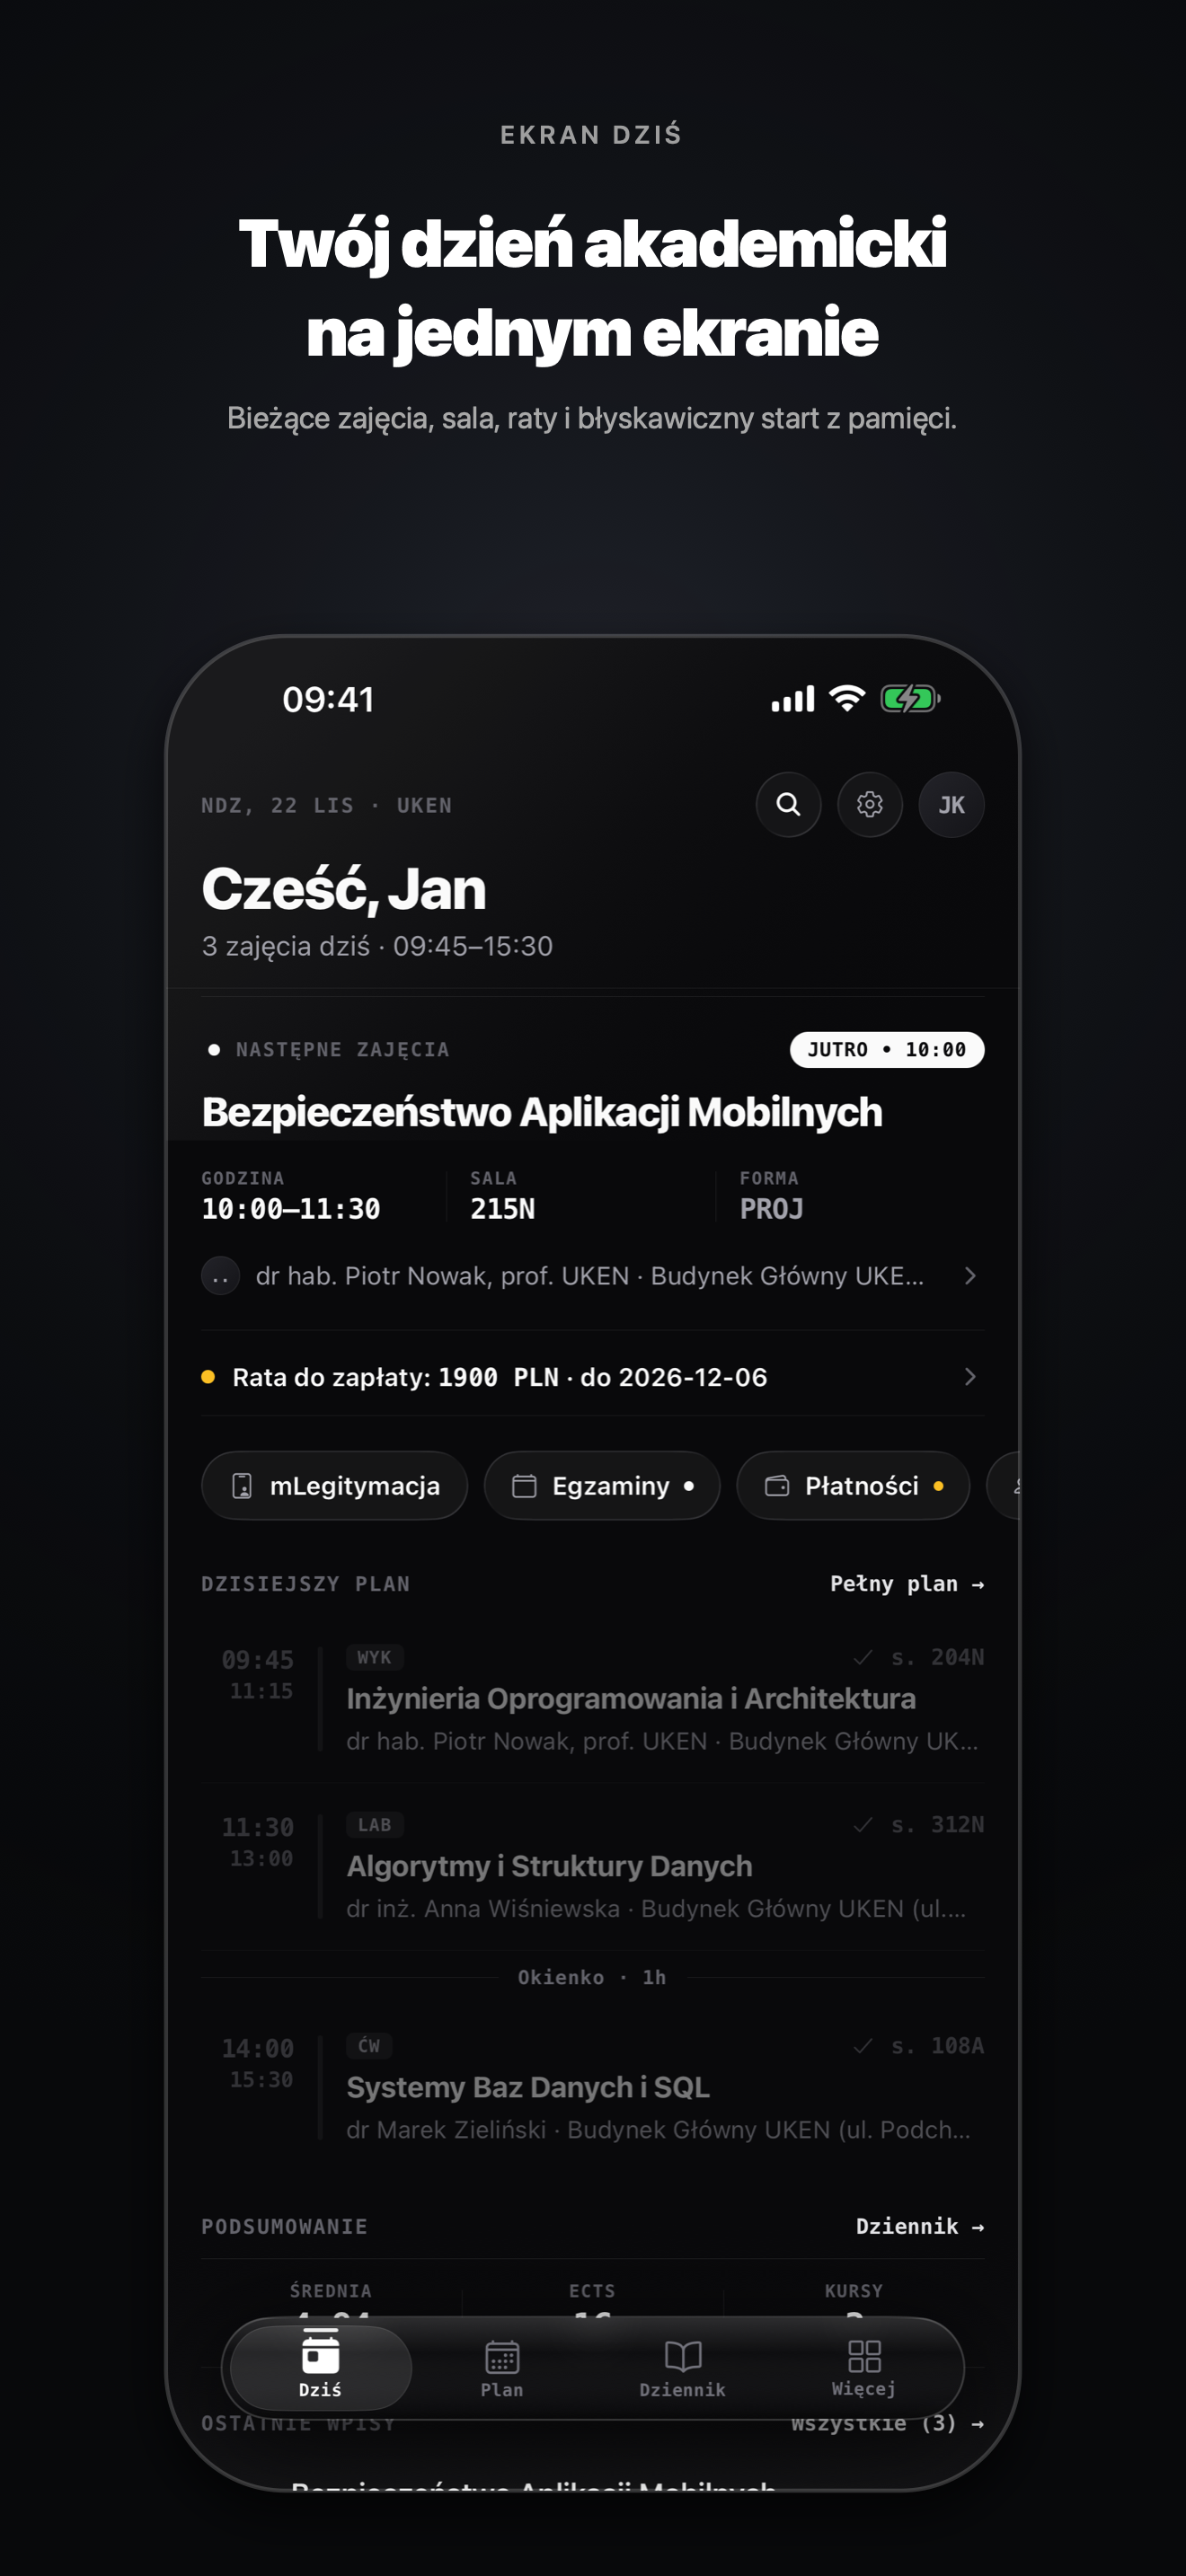 EKRAN DZIŚ
Twój dzień akademicki
na jednym ekranie
Bieżące zajęcia, sala, raty i błyskawiczny start z pamięci.
09:41
NDZ, 22 LIS · UKEN
JK
Cześć, Jan
3 zajęcia dziś · 09:45–15:30
NASTĘPNE ZAJĘCIA
JUTRO • 10:00
Bezpieczeństwo Aplikacji Mobilnych
GODZINA SALA FORMA
10:00–11:30 215N PROJ
.. dr hab. Piotr Nowak, prof. UKEN · Budynek Główny UKE...
Rata do zapłaty: 1900 PLN · do 2026-12-06
mLegitymacja Egzaminy Płatności
DZISIEJSZY PLAN Pełny plan →
09:45 WYK s. 204N
11:15 Inżynieria Oprogramowania i Architektura
dr hab. Piotr Nowak, prof. UKEN · Budynek Główny UK...
11:30 LAB s. 312N
13:00 Algorytmy i Struktury Danych
dr inż. Anna Wiśniewska · Budynek Główny UKEN (ul....
Okienko · 1h
14:00 ĆW s. 108A
15:30 Systemy Baz Danych i SQL
dr Marek Zieliński · Budynek Główny UKEN (ul. Podch...
PODSUMOWANIE Dziennik →
ŚREDNIA ECTS KURSY
Dziś Plan Dziennik Więcej
OSTATNIE WPISY Wszystkie (3) →
Bezpieczeństwo Aplikacji Mobilnych